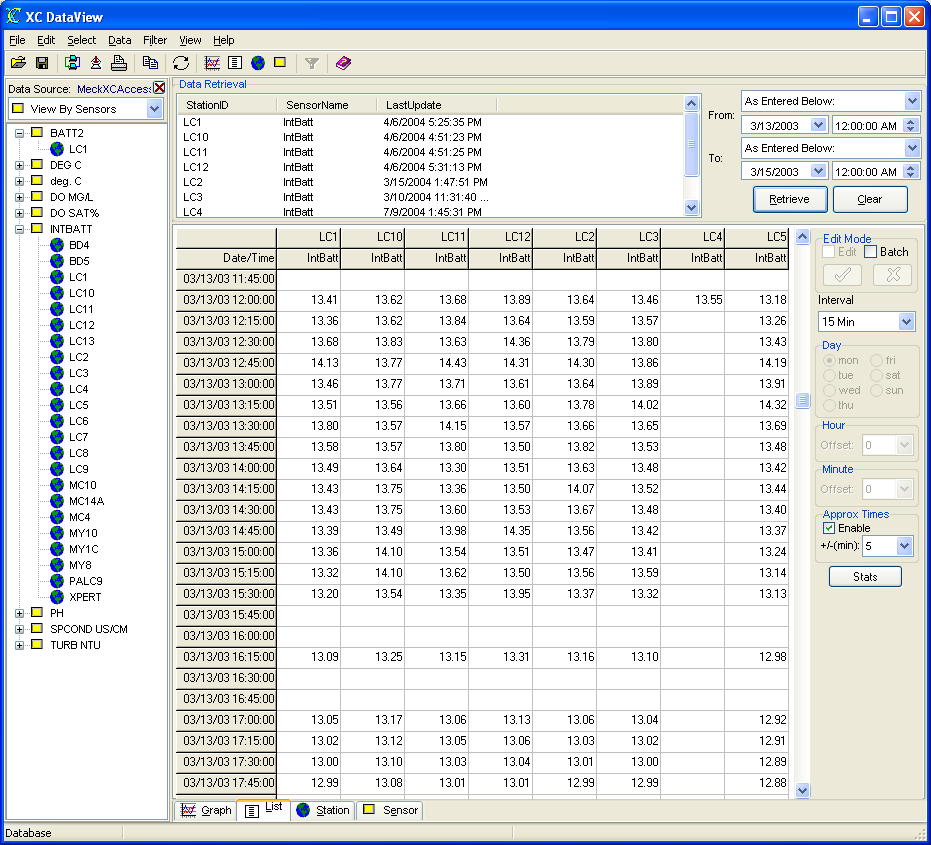 XC DataView
File Edit Select Data Filter View Help
Data Source: MeckXCAccess
View By Sensors
BATT2
LC1
DEG C
deg. C
DO MG/L
DO SAT%
INTBATT
BD4
BD5
LC1
LC10
LC11
LC12
LC13
LC2
LC3
LC4
LC5
LC6
LC7
LC8
LC9
MC10
MC14A
MC4
MY10
MY1C
MY8
PALC9
XPERT
PH
SPCOND US/CM
TURB NTU
Data Retrieval
StationID SensorName LastUpdate
LC1 IntBatt 4/6/2004 5:25:35 PM
LC10 IntBatt 4/6/2004 4:51:23 PM
LC11 IntBatt 4/6/2004 4:51:25 PM
LC12 IntBatt 4/6/2004 5:31:13 PM
LC2 IntBatt 3/15/2004 1:47:51 PM
LC3 IntBatt 3/10/2004 11:31:40 ...
LC4 IntBatt 7/9/2004 1:45:31 PM
As Entered Below:
From:
3/13/2003 12:00:00 AM
As Entered Below:
To:
3/15/2003 12:00:00 AM
Retrieve Clear
LC1 LC10 LC11 LC12 LC2 LC3 LC4 LC5
Date/Time IntBatt IntBatt IntBatt IntBatt IntBatt IntBatt IntBatt IntBatt
03/13/03 11:45:00
03/13/03 12:00:00 13.41 13.62 13.68 13.89 13.64 13.46 13.55 13.18
03/13/03 12:15:00 13.36 13.62 13.84 13.64 13.59 13.57 13.26
03/13/03 12:30:00 13.68 13.83 13.63 14.36 13.79 13.80 13.43
03/13/03 12:45:00 14.13 13.77 14.43 14.31 14.30 13.86 14.19
03/13/03 13:00:00 13.46 13.77 13.71 13.61 13.64 13.89 13.91
03/13/03 13:15:00 13.51 13.56 13.66 13.60 13.78 14.02 14.32
03/13/03 13:30:00 13.80 13.57 14.15 13.57 13.66 13.65 13.69
03/13/03 13:45:00 13.58 13.57 13.80 13.50 13.82 13.53 13.48
03/13/03 14:00:00 13.49 13.64 13.30 13.51 13.63 13.48 13.42
03/13/03 14:15:00 13.43 13.75 13.36 13.50 14.07 13.52 13.44
03/13/03 14:30:00 13.43 13.75 13.60 13.53 13.67 13.48 13.40
03/13/03 14:45:00 13.39 13.49 13.98 14.35 13.56 13.42 13.37
03/13/03 15:00:00 13.36 14.10 13.54 13.51 13.47 13.41 13.24
03/13/03 15:15:00 13.32 14.10 13.62 13.50 13.56 13.59 13.14
03/13/03 15:30:00 13.20 13.54 13.35 13.95 13.37 13.32 13.13
03/13/03 15:45:00
03/13/03 16:00:00
03/13/03 16:15:00 13.09 13.25 13.15 13.31 13.16 13.10 12.98
03/13/03 16:30:00
03/13/03 16:45:00
03/13/03 17:00:00 13.05 13.17 13.06 13.13 13.06 13.04 12.92
03/13/03 17:15:00 13.02 13.12 13.05 13.06 13.03 13.02 12.91
03/13/03 17:30:00 13.00 13.10 13.03 13.04 13.01 13.00 12.89
03/13/03 17:45:00 12.99 13.08 13.01 13.01 12.99 12.99 12.88
Edit Mode
Edit Batch
Interval
15 Min
Day
mon fri
tue sat
wed sun
thu
Hour
Offset: 0
Minute
Offset: 0
Approx Times
Enable
+/-(min): 5
Stats
Graph List Station Sensor
Database